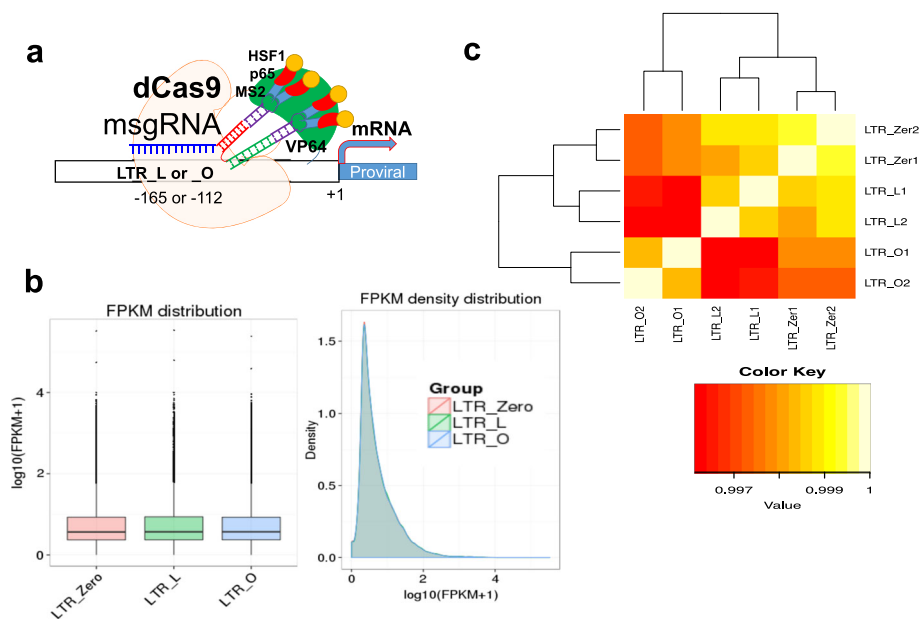 a
HSF1
p65
MS2
dCas9
msgRNA
VP64
mRNA
LTR_L or _O
Proviral
-165 or -112
+1
b
FPKM distribution
log10(FPKM+1)
4
2
0
LTR_Zero
LTR_L
LTR_O
FPKM density distribution
Density
1.5
1.0
0.5
0.0
0
2
4
log10(FPKM+1)
Group
LTR_Zero
LTR_L
LTR_O
c
LTR_Zer2
LTR_Zer1
LTR_L1
LTR_L2
LTR_O1
LTR_O2
LTR_O2
LTR_O1
LTR_L2
LTR_L1
LTR_Zer1
LTR_Zer2
Color Key
0.997
0.999
1
Value